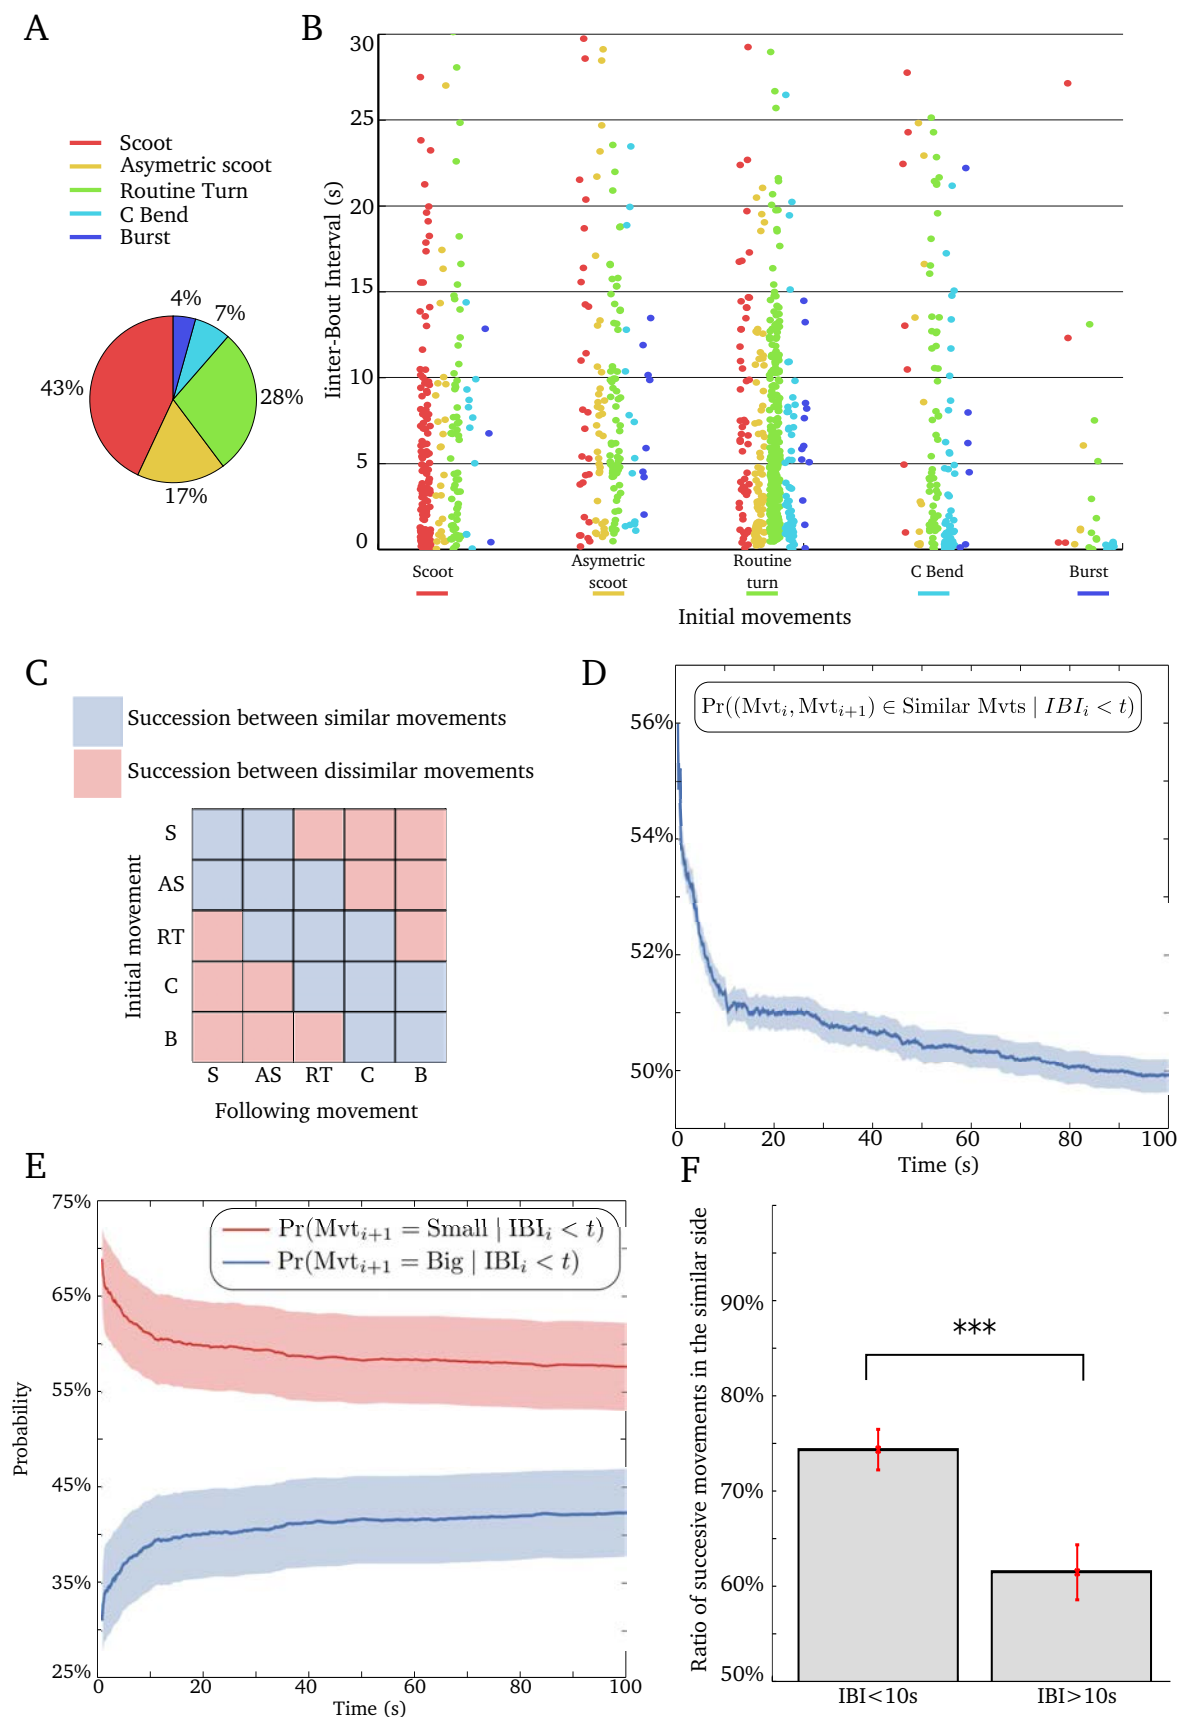 A
Scoot
Asymetric scoot
Routine Turn
C Bend
Burst
4%
7%
43%
28%
17%
B
30
25
20
15
10
5
0
IInter-Bout Interval (s)
Scoot
Asymetric
scoot
Routine
turn
C Bend
Burst
Initial movements
C
Succession between similar movements
Succession between dissimilar movements
Initial movement
S
AS
RT
C
B
S AS RT C B
Following movement
D
Pr((Mvt_i, Mvt_{i+1}) ∈ Similar Mvts | IBI_i < t)
56%
54%
52%
50%
0 20 40 60 80 100
Time (s)
E
75%
65%
55%
45%
35%
25%
Probability
Pr(Mvt_{i+1} = Small | IBI_i < t)
Pr(Mvt_{i+1} = Big | IBI_i < t)
0 20 40 60 80 100
Time (s)
F
Ratio of succesive movements in the similar side
90%
80%
70%
60%
50%
***
IBI<10s
IBI>10s